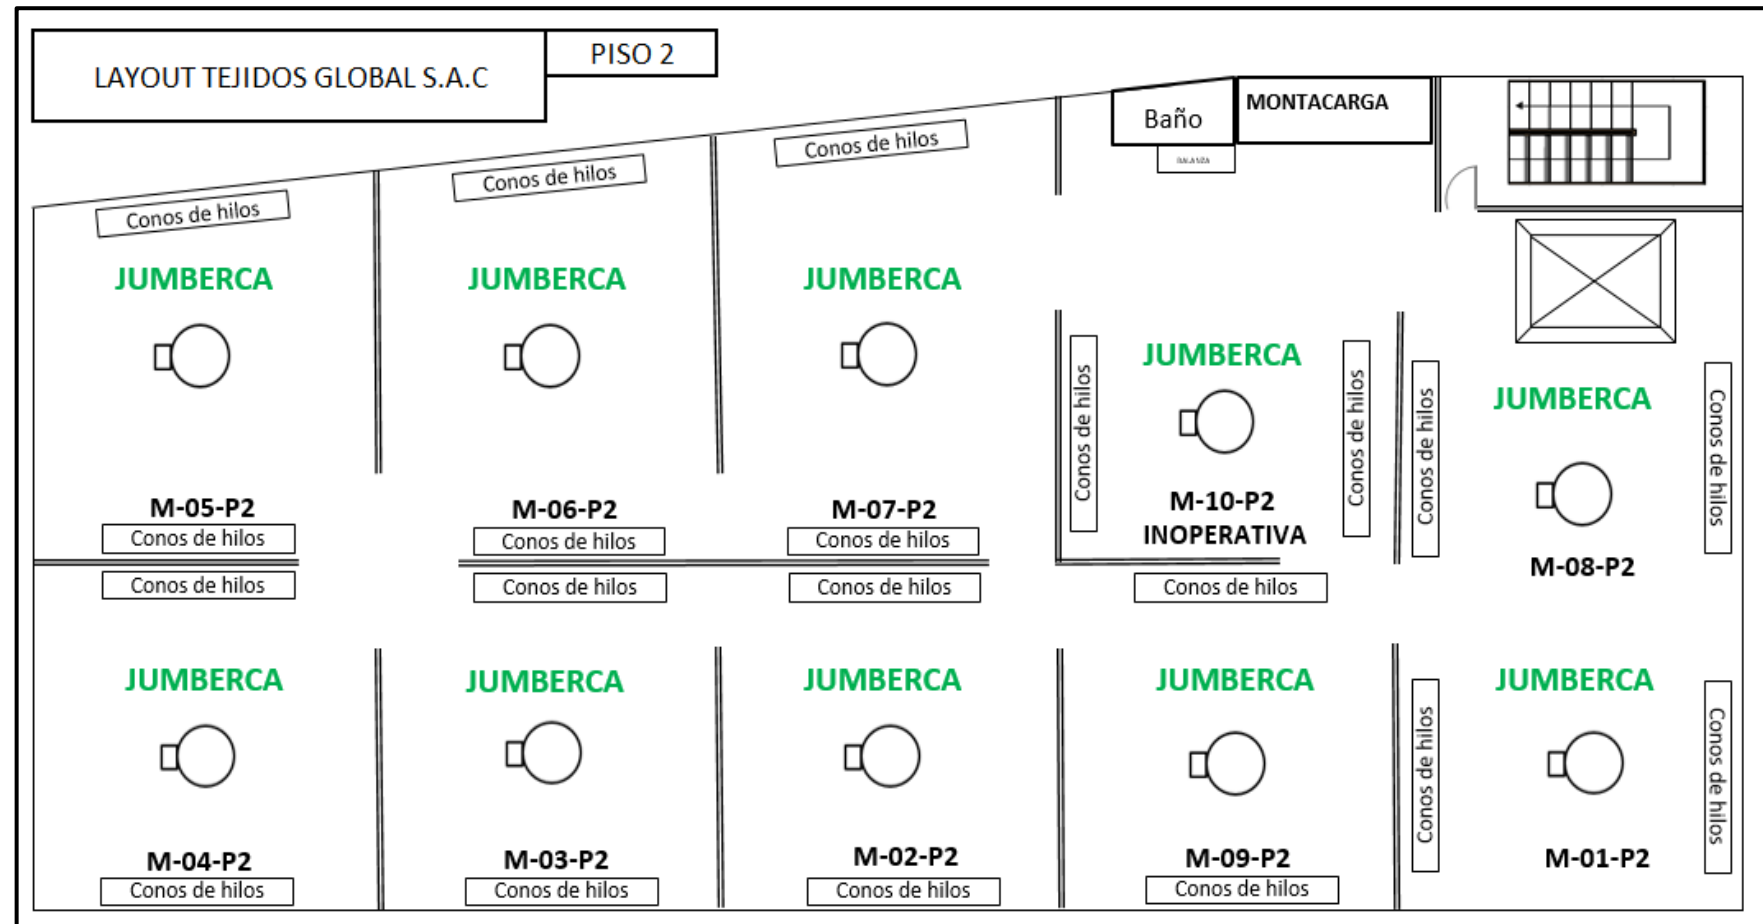 LAYOUT TEJIDOS GLOBAL S.A.C
PISO 2
Baño
MONTACARGA
BALANZA
Conos de hilos
Conos de hilos
Conos de hilos
JUMBERCA
JUMBERCA
JUMBERCA
JUMBERCA
JUMBERCA
Conos de hilos
Conos de hilos
Conos de hilos
Conos de hilos
M-05-P2
M-06-P2
M-07-P2
M-10-P2
INOPERATIVA
M-08-P2
Conos de hilos
Conos de hilos
Conos de hilos
Conos de hilos
Conos de hilos
Conos de hilos
Conos de hilos
JUMBERCA
JUMBERCA
JUMBERCA
JUMBERCA
JUMBERCA
Conos de hilos
Conos de hilos
M-04-P2
M-03-P2
M-02-P2
M-09-P2
M-01-P2
Conos de hilos
Conos de hilos
Conos de hilos
Conos de hilos